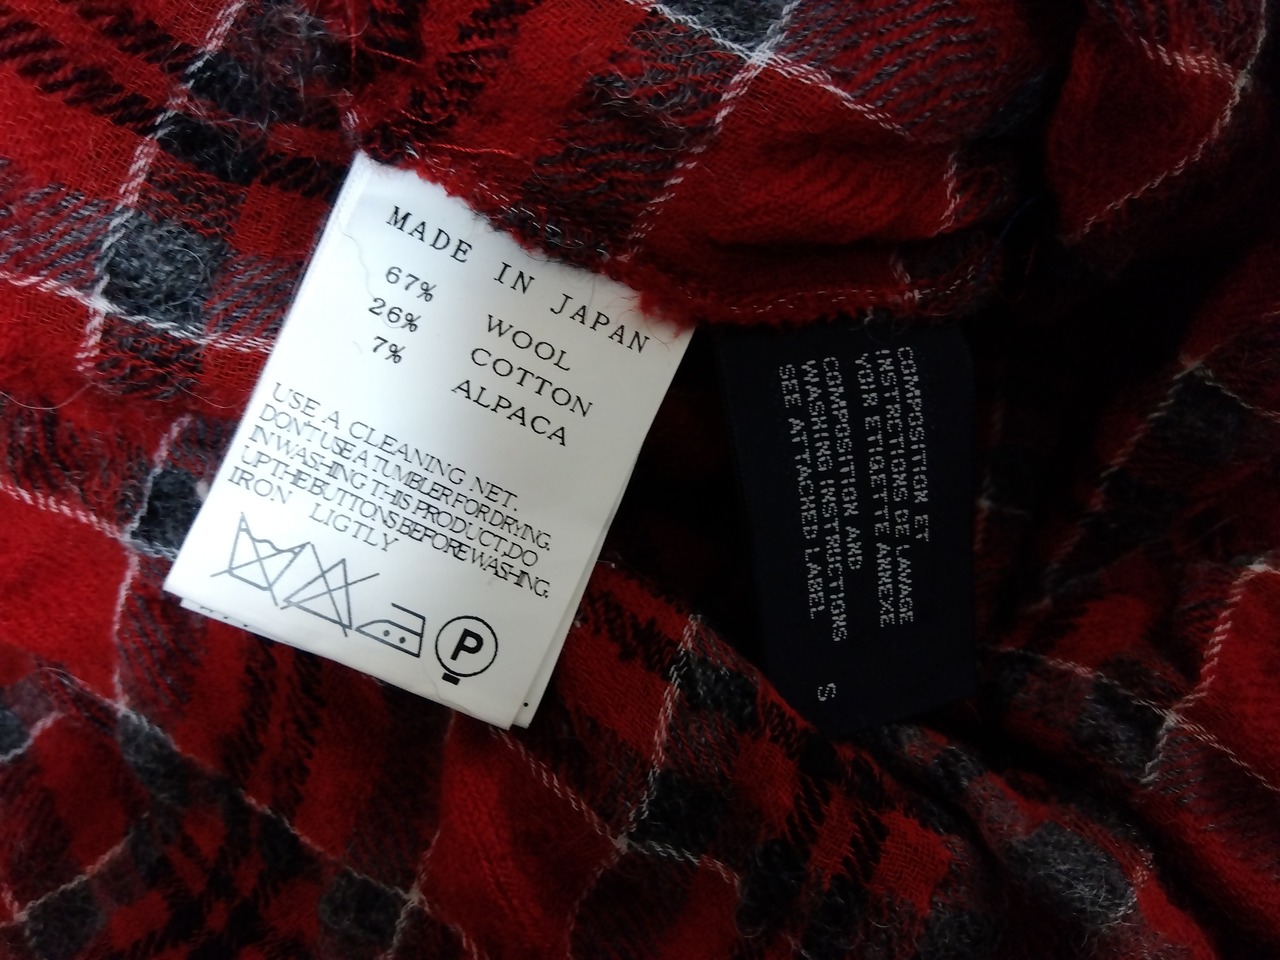 MADE IN JAPAN
67% WOOL
26% COTTON
7% ALPACA
USE A CLEANING NET.
DON'T USE A TUMBLER FOR DRYING.
IN WASHING THIS PRODUCT,DO
UP THE BUTTONS BEFORE WASHING.
IRON LIGTLY
P
COMPOSITION ET
INSTRCTIONS DE LAVAGE
VOIR ETIQETTE ANNEXE
COMPOSITION AND
WASHING INSTRUCTIONS
SEE ATTACHED LABEL
S